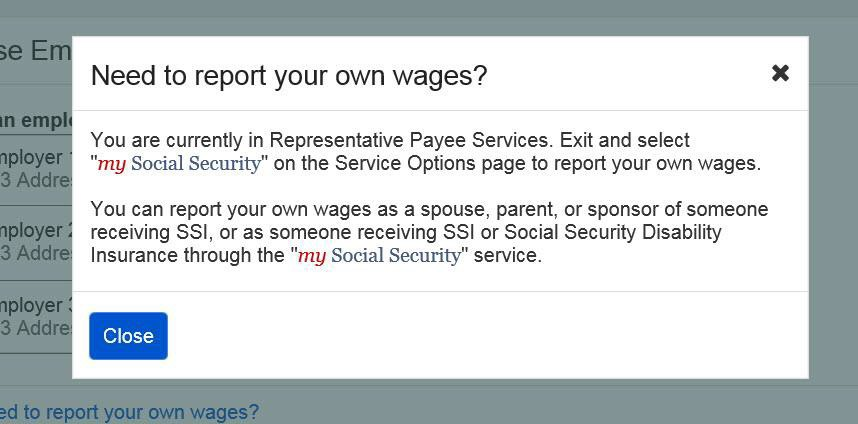 se Em
Need to report your own wages?
an emplo
mployer
3 Addre
You are currently in Representative Payee Services. Exit and select
"my Social Security" on the Service Options page to report your own wages.
You can report your own wages as a spouse, parent, or sponsor of someone
receiving SSI, or as someone receiving SSI or Social Security Disability
Insurance through the "my Social Security" service.
mployer 2
3 Addre
mployer 3
3 Addre
Close
ed to report your own wages?